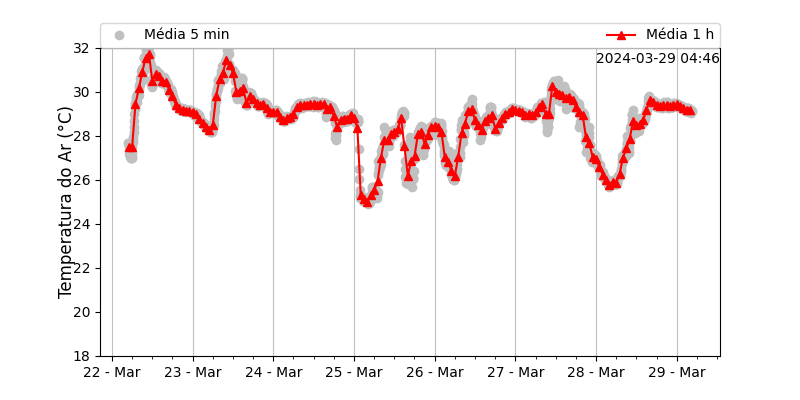 Média 5 min
Média 1 h
2024-03-29 04:46
Temperatura do Ar (°C)
32
30
28
26
24
22
20
18
22 - Mar
23 - Mar
24 - Mar
25 - Mar
26 - Mar
27 - Mar
28 - Mar
29 - Mar